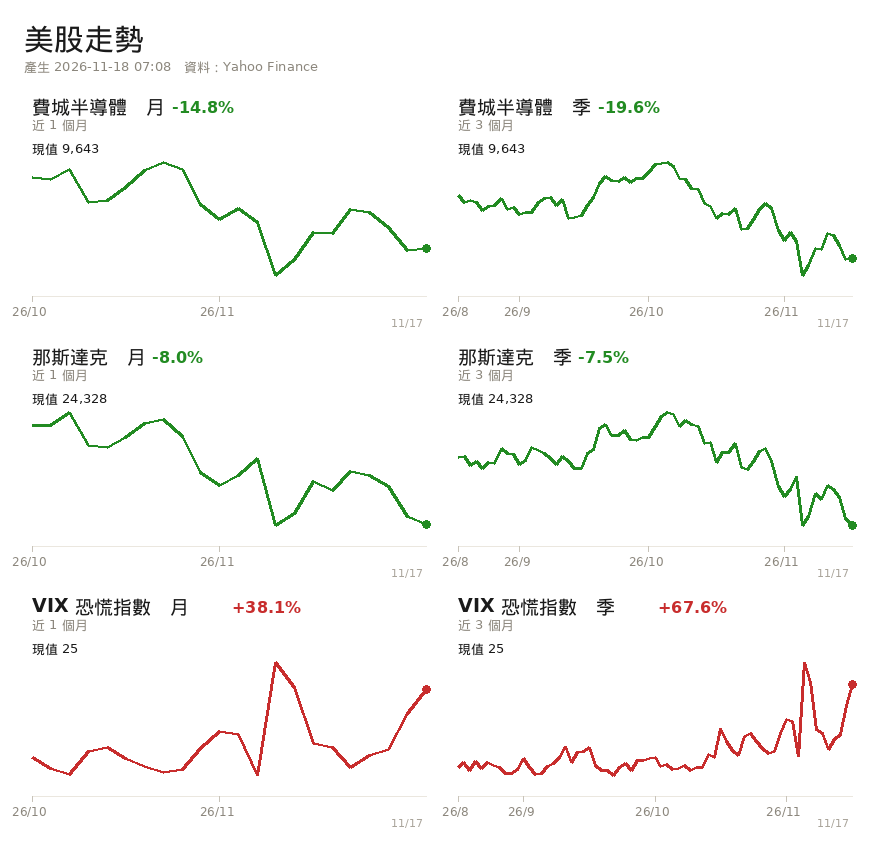 美股走勢
產生 2026-11-18 07:08 資料：Yahoo Finance
費城半導體 月 -14.8%
近 1 個月
現值 9,643
26/10 26/11
11/17
費城半導體 季 -19.6%
近 3 個月
現值 9,643
26/8 26/9 26/10 26/11
11/17
那斯達克 月 -8.0%
近 1 個月
現值 24,328
26/10 26/11
11/17
那斯達克 季 -7.5%
近 3 個月
現值 24,328
26/8 26/9 26/10 26/11
11/17
VIX 恐慌指數 月 +38.1%
近 1 個月
現值 25
26/10 26/11
11/17
VIX 恐慌指數 季 +67.6%
近 3 個月
現值 25
26/8 26/9 26/10 26/11
11/17